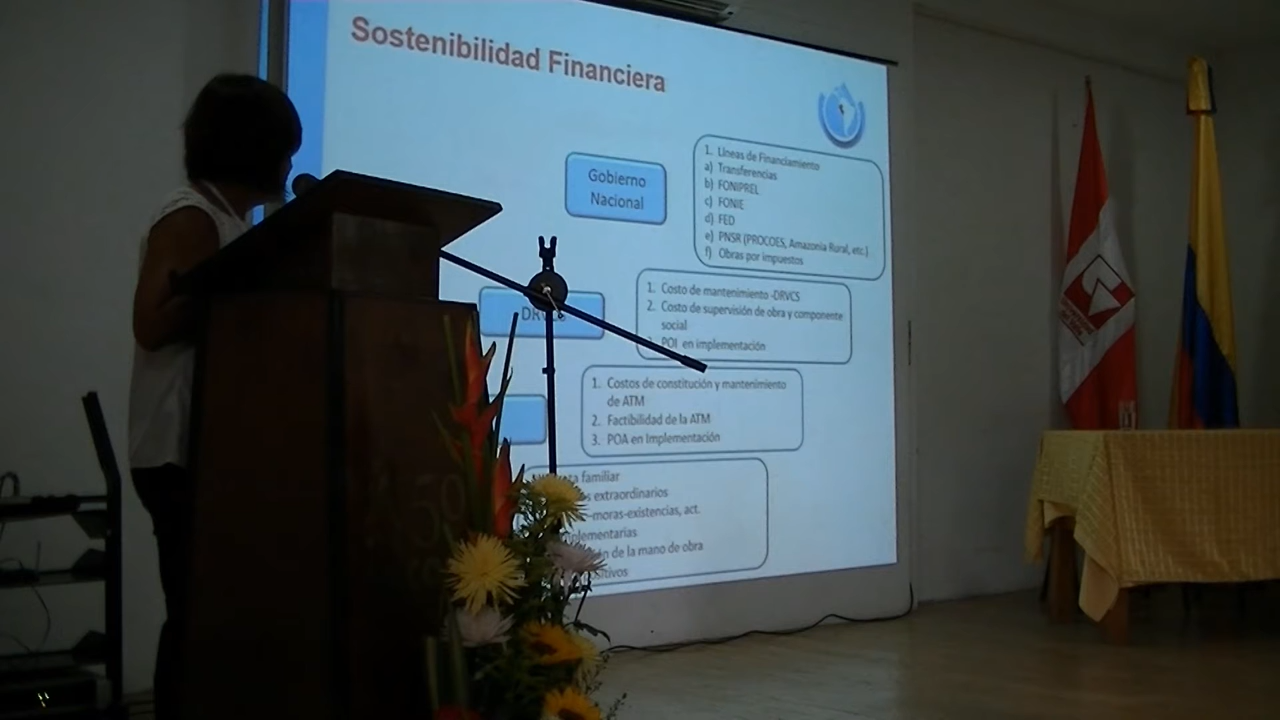 Sostenibilidad Financiera
Gobierno
Nacional
1. Líneas de Financiamiento
a) Transferencias
b) FONIPREL
c) FONIE
d) FED
e) PNSR (PROCOES, Amazonia Rural, etc.)
f) Obras por impuestos
1. Costo de mantenimiento -DRVCS
2. Costo de supervisión de obra y componente
social
POI en implementación
1. Costos de constitución y mantenimiento
de ATM
2. Factibilidad de la ATM
3. POA en Implementación
familiar
extraordinarios
-moras-existencias, act.
de la mano de obra